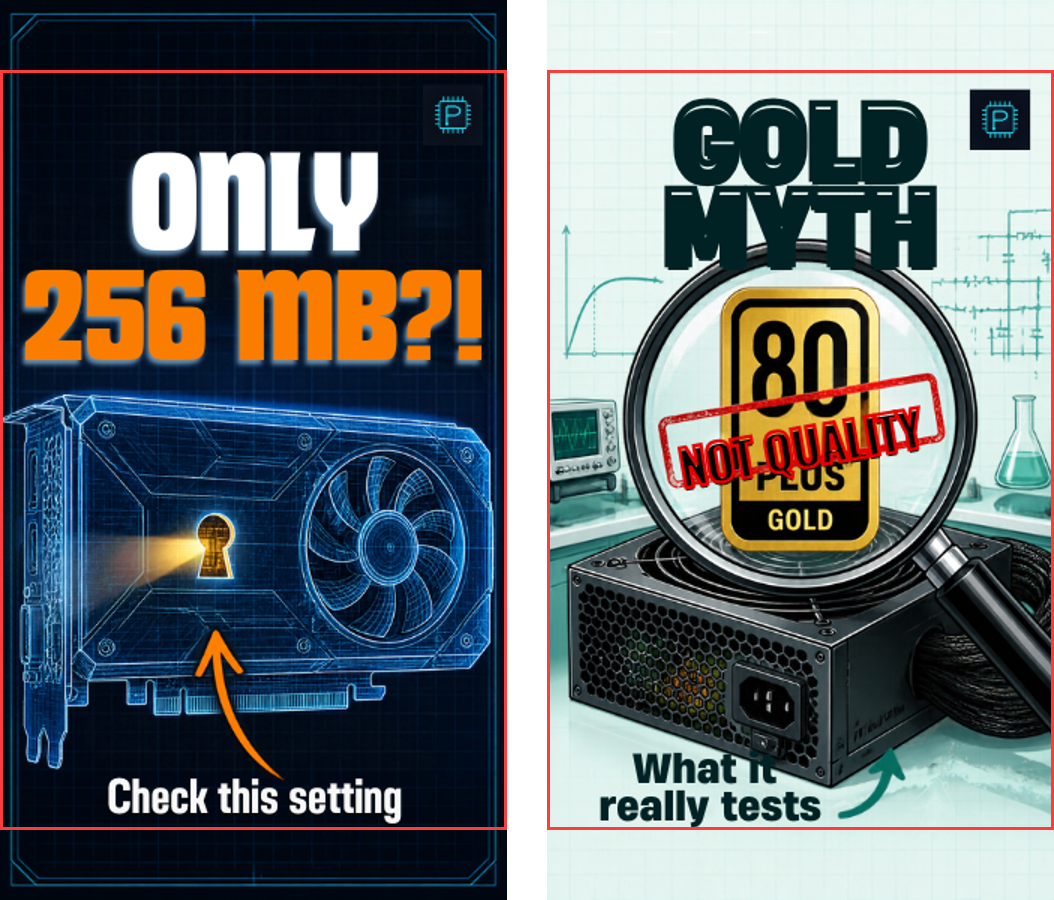 P
ONLY
256 MB?!
Check this setting
P
GOLD
MYTH
80
NOT QUALITY
PLUS
GOLD
What it
really tests